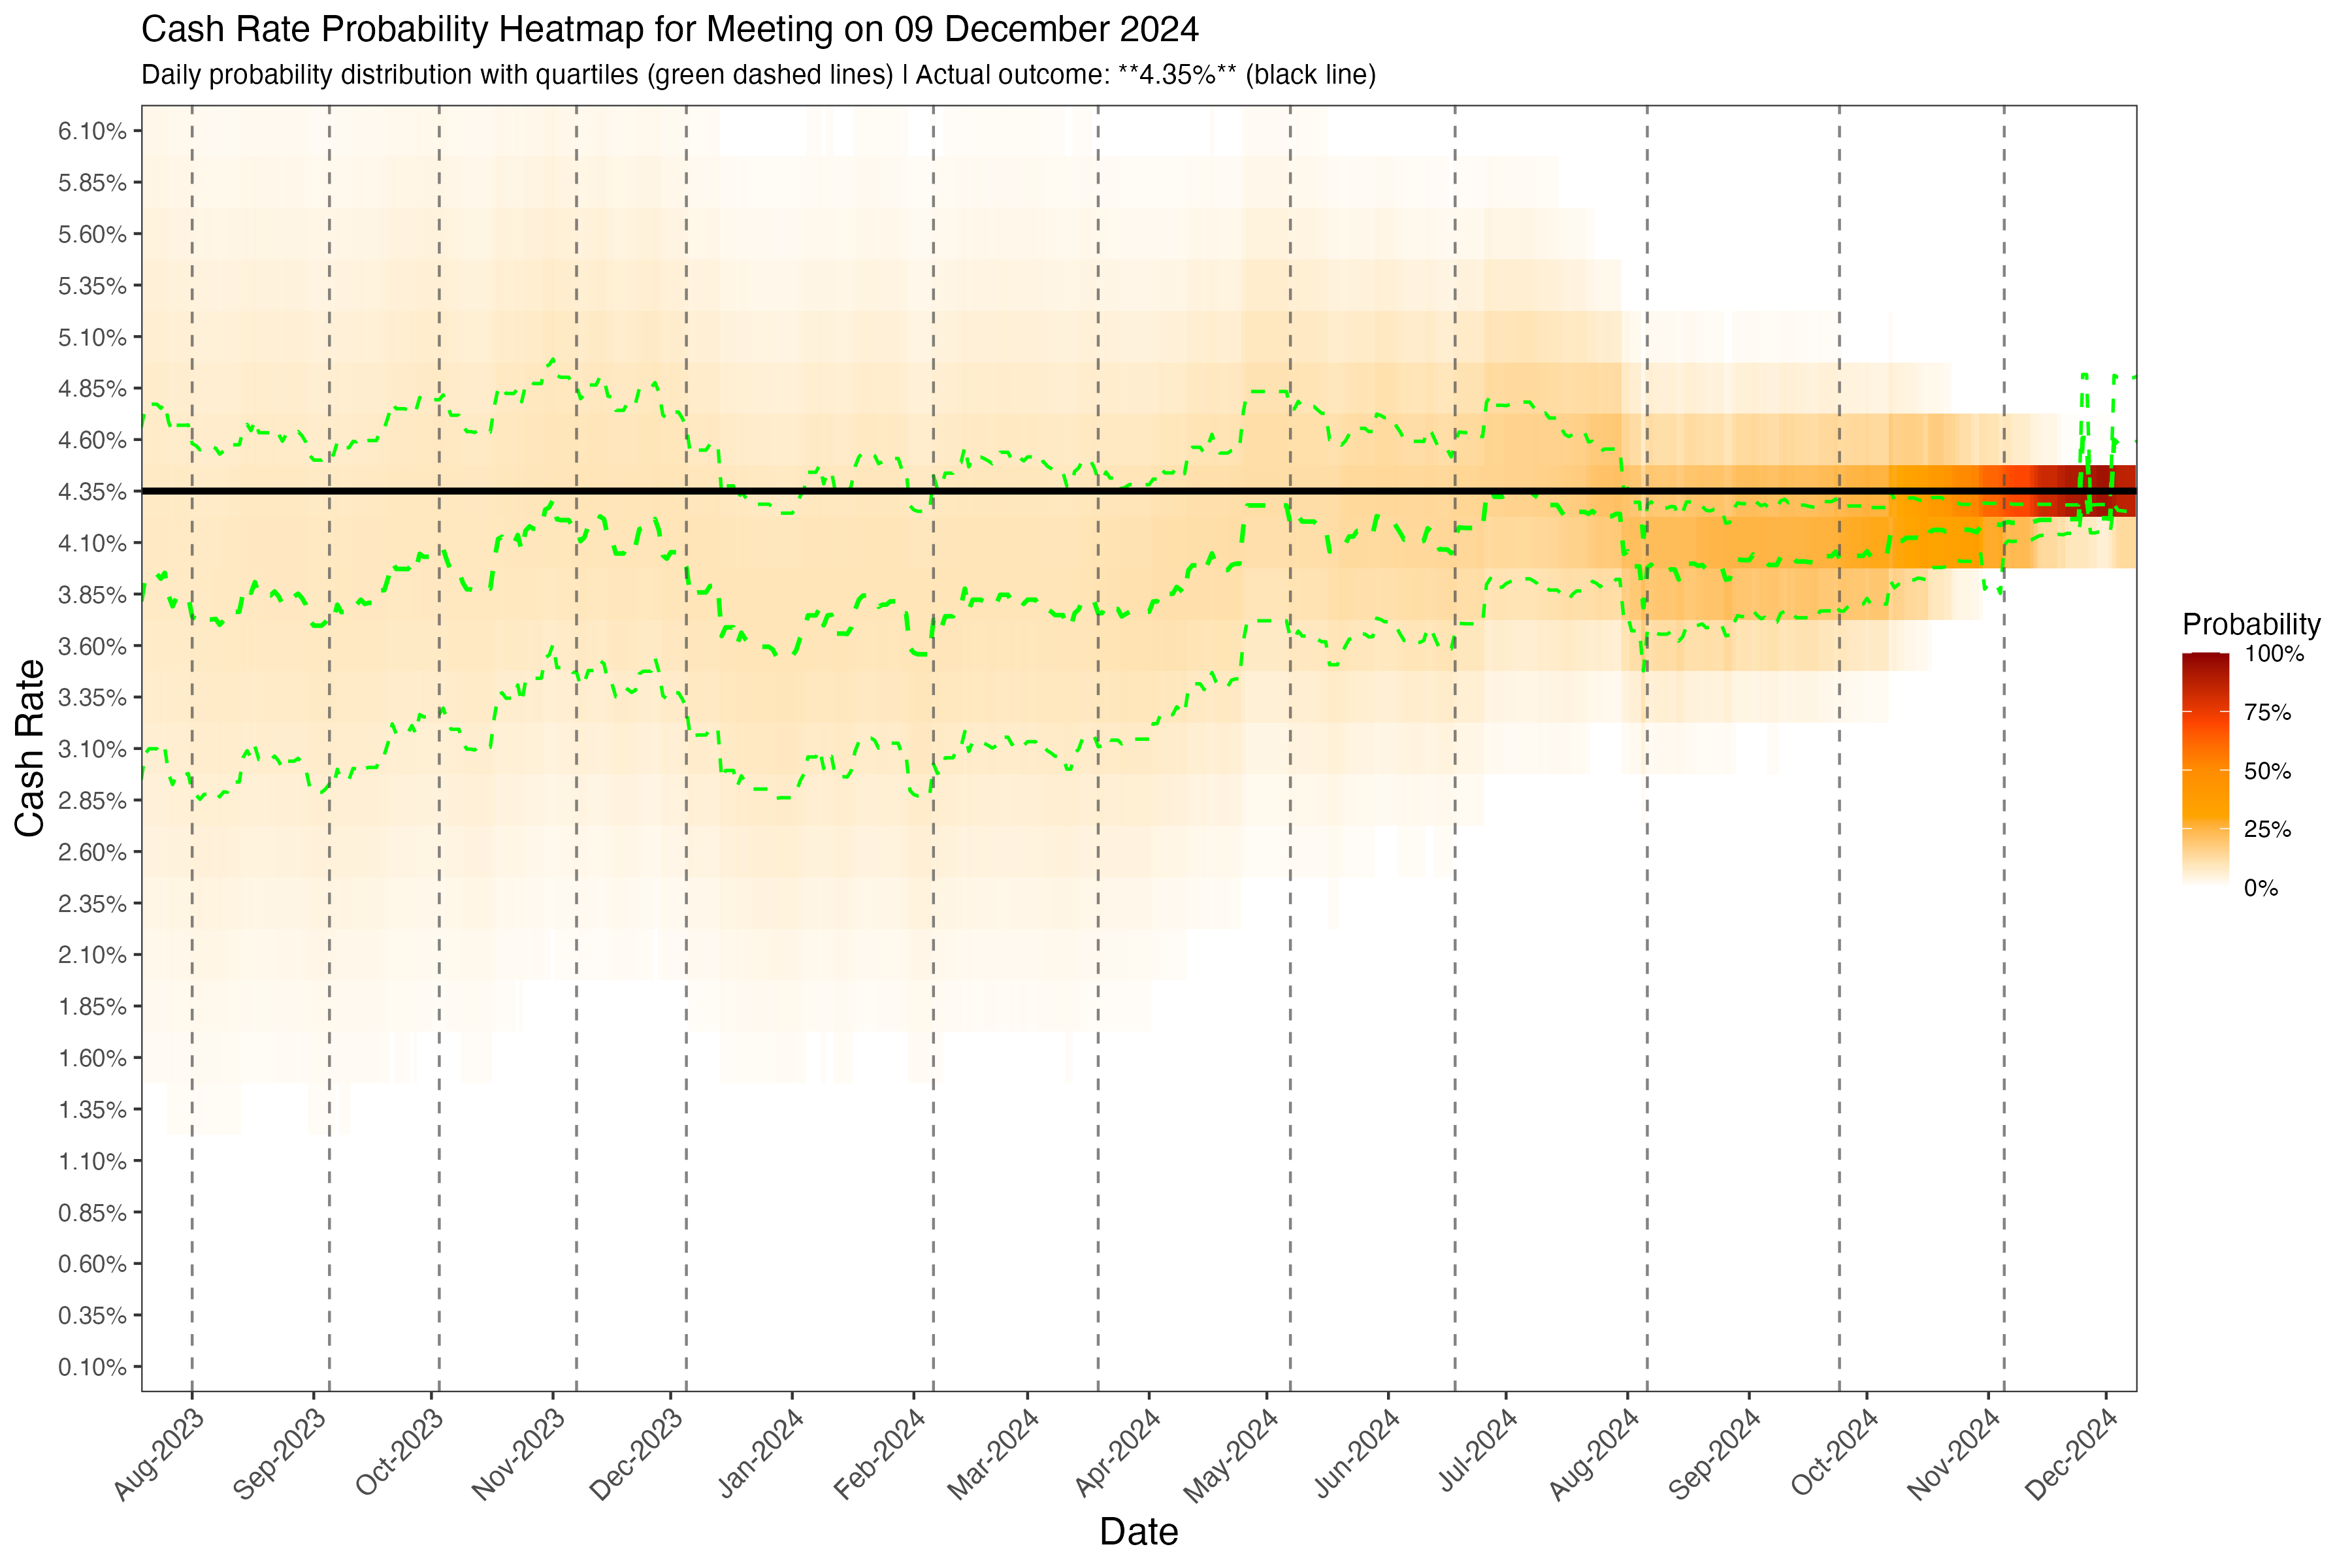 Cash Rate Probability Heatmap for Meeting on 09 December 2024
Daily probability distribution with quartiles (green dashed lines) | Actual outcome: **4.35%** (black line)
Cash Rate
6.10%
5.85%
5.60%
5.35%
5.10%
4.85%
4.60%
4.35%
4.10%
3.85%
3.60%
3.35%
3.10%
2.85%
2.60%
2.35%
2.10%
1.85%
1.60%
1.35%
1.10%
0.85%
0.60%
0.35%
0.10%
Aug-2023
Sep-2023
Oct-2023
Nov-2023
Dec-2023
Jan-2024
Feb-2024
Mar-2024
Apr-2024
May-2024
Jun-2024
Jul-2024
Aug-2024
Sep-2024
Oct-2024
Nov-2024
Dec-2024
Date
Probability
100%
75%
50%
25%
0%